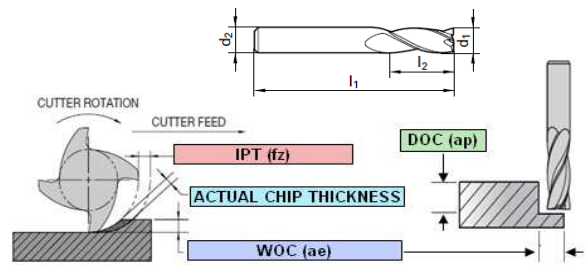 d2
d1
l2
l1
CUTTER ROTATION
CUTTER FEED
IPT (fz)
DOC (ap)
ACTUAL CHIP THICKNESS
WOC (ae)